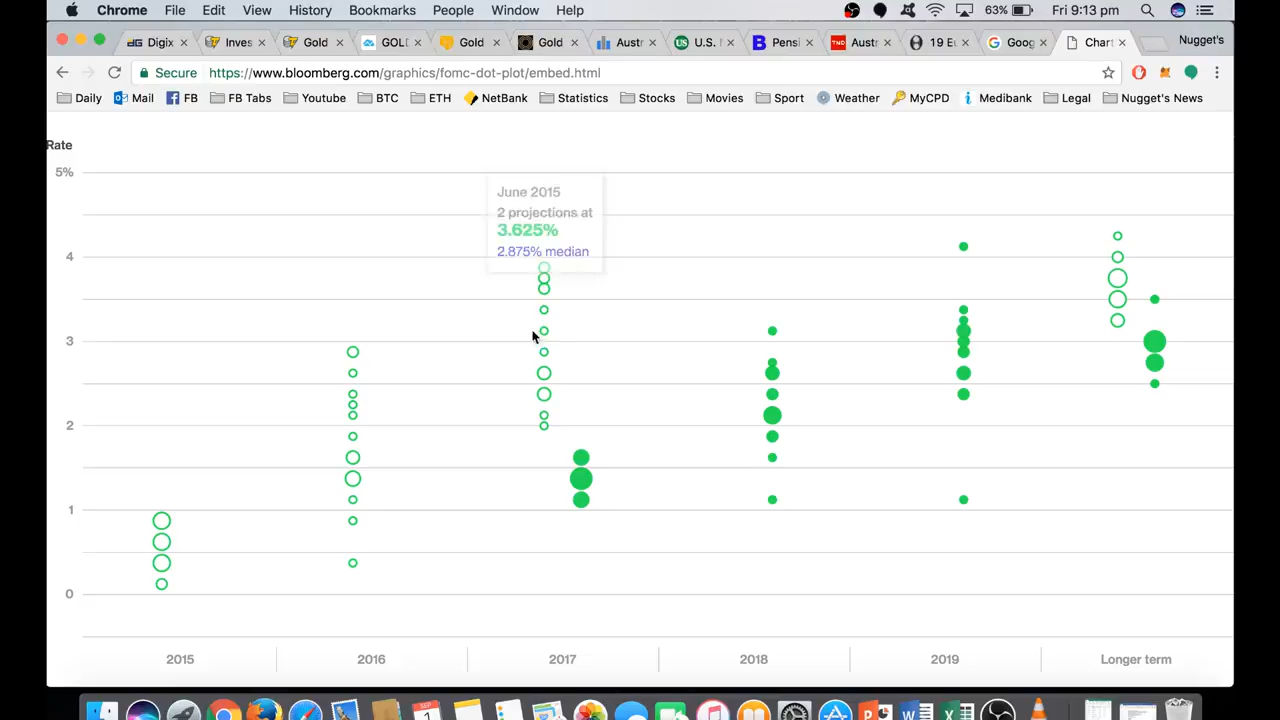 Chrome File Edit View History Bookmarks People Window Help 63% Fri 9:13 pm
Digix Inves Gold GOLD Gold Gold Austr U.S. N Pensi Austr 19 Ec Goog Chart Nugget's
Secure https://www.bloomberg.com/graphics/fomc-dot-plot/embed.html
Daily Mail FB FB Tabs Youtube BTC ETH NetBank Statistics Stocks Movies Sport Weather MyCPD Medibank Legal Nugget's News
Rate
5%
June 2015
2 projections at
3.625%
2.875% median
4
3
2
1
0
2015 2016 2017 2018 2019 Longer term
SEP
1